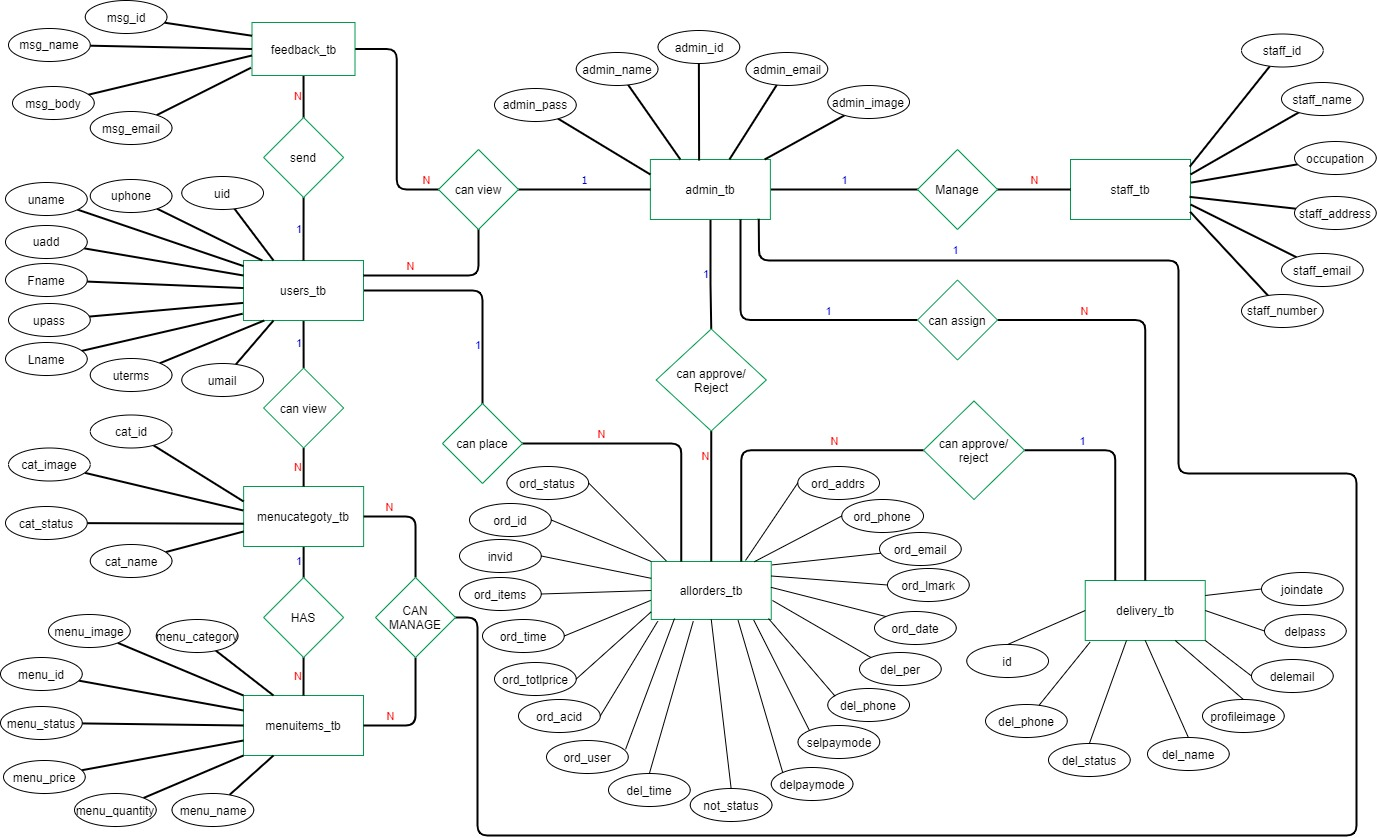 msg_id
msg_name
feedback_tb
msg_body
msg_email
N
send
1
admin_id
admin_name
admin_email
admin_pass
admin_image
staff_id
staff_name
occupation
staff_address
staff_email
staff_number
N
can view
1
admin_tb
1
Manage
N
staff_tb
N
uid
uphone
uname
uadd
Fname
upass
Lname
uterms
umail
users_tb
1
can view
N
1
can place
N
1
can approve/
Reject
N
1
1
can assign
N
N
can approve/
reject
1
cat_id
cat_image
cat_status
cat_name
menucategoty_tb
N
1
HAS
N
CAN
MANAGE
N
menu_image
menu_category
menu_id
menu_status
menu_price
menu_quantity
menu_name
menuitems_tb
ord_status
ord_id
invid
ord_items
ord_time
ord_totlprice
ord_acid
ord_user
del_time
not_status
delpaymode
selpaymode
del_phone
del_per
ord_date
ord_lmark
ord_email
ord_phone
ord_addrs
allorders_tb
delivery_tb
joindate
delpass
delemail
profileimage
del_name
del_status
del_phone
id